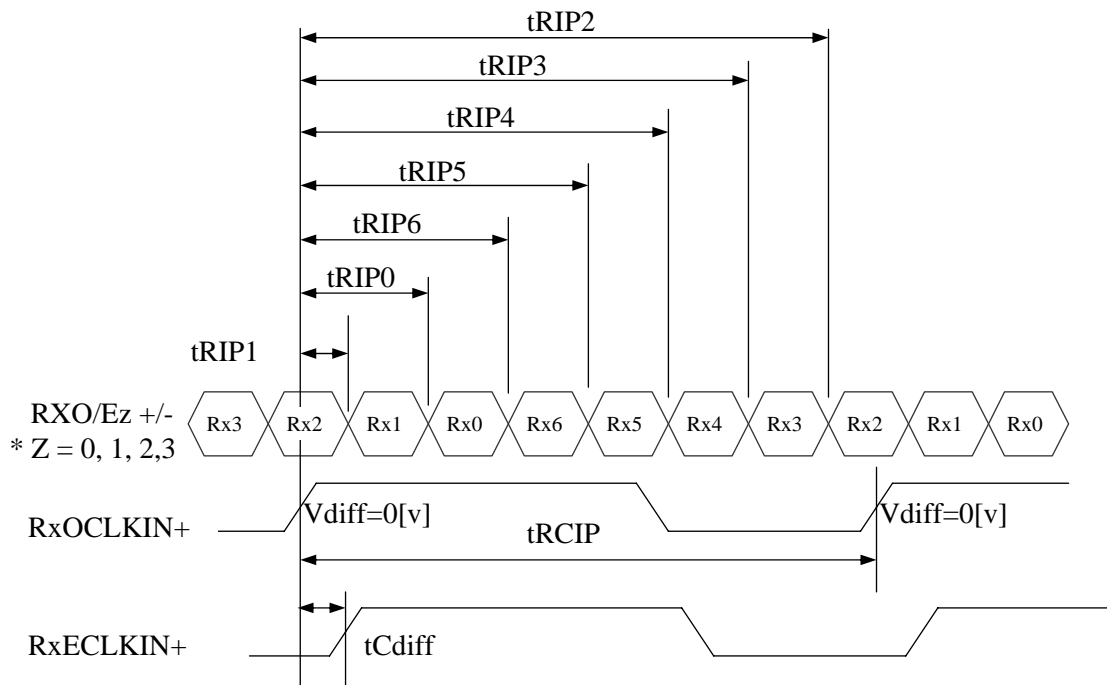 tRIP2
tRIP3
tRIP4
tRIP5
tRIP6
tRIP0
tRIP1
RXO/Ez +/-
* Z = 0, 1, 2,3
Rx3 Rx2 Rx1 Rx0 Rx6 Rx5 Rx4 Rx3 Rx2 Rx1 Rx0
RxOCLKIN+
Vdiff=0[v]
Vdiff=0[v]
tRCIP
RxECLKIN+
tCdiff